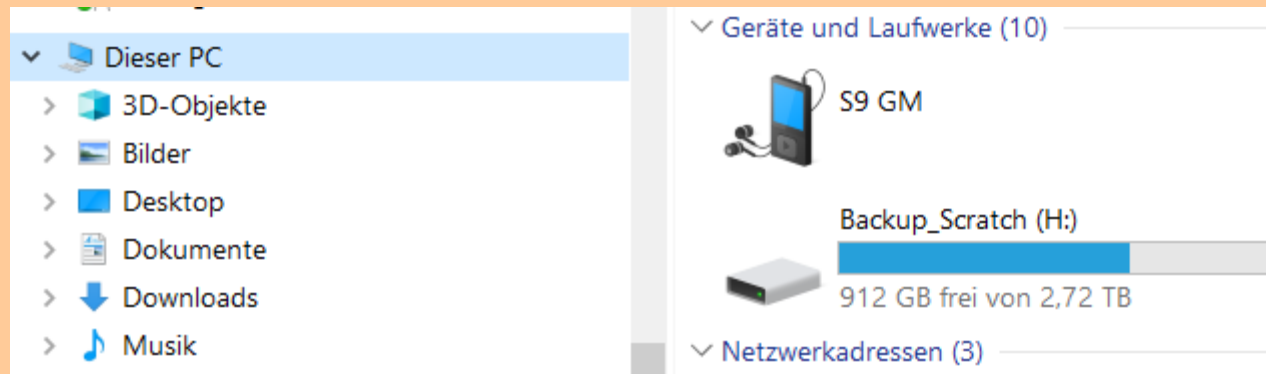 Dieser PC
3D-Objekte
Bilder
Desktop
Dokumente
Downloads
Musik
Geräte und Laufwerke (10)
S9 GM
Backup_Scratch (H:)
912 GB frei von 2,72 TB
Netzwerkadressen (3)